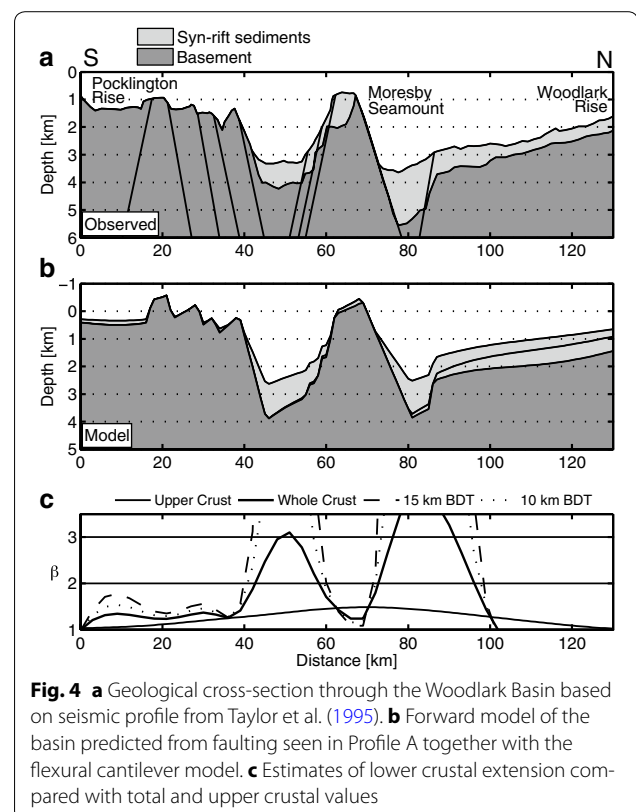 Syn-rift sediments
Basement
a S N
0
1
2
3
4
5
6
Depth [km]
Pocklington
Rise
Moresby
Seamount
Woodlark
Rise
Observed
0 20 40 60 80 100 120
b
−1
0
1
2
3
4
5
Depth [km]
Model
0 20 40 60 80 100 120
c
Upper Crust Whole Crust 15 km BDT 10 km BDT
3
2
1
β
0 20 40 60 80 100 120
Distance [km]
Fig. 4 a Geological cross-section through the Woodlark Basin based
on seismic profile from Taylor et al. (1995). b Forward model of the
basin predicted from faulting seen in Profile A together with the
flexural cantilever model. c Estimates of lower crustal extension com-
pared with total and upper crustal values